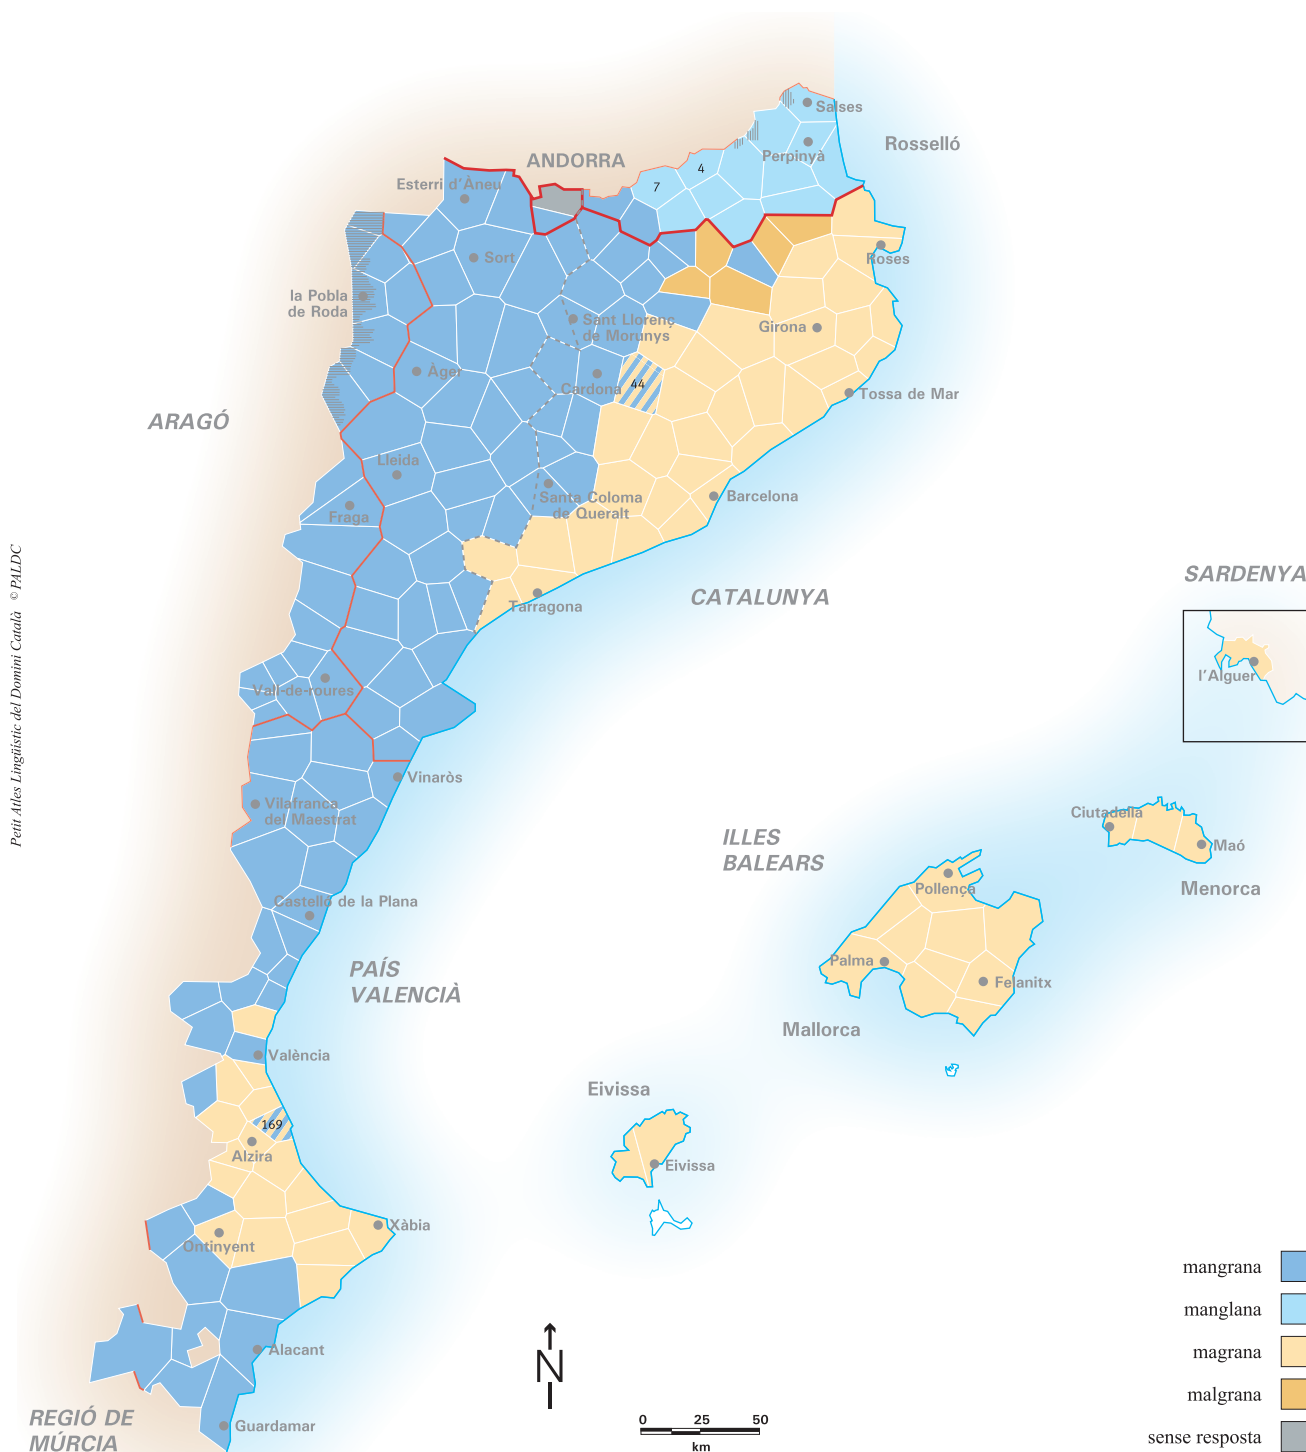 Salses
Rosselló
Perpinyà
ANDORRA
4
7
Esterri d'Àneu
Roses
Sort
la Pobla
de Roda
Sant Llorenç
de Morunys
Girona
Àger
Cardona
44
Tossa de Mar
ARAGÓ
Lleida
Santa Coloma
de Queralt
Barcelona
Fraga
Petit Atles Lingüístic del Domini Català © PALDC
SARDENYA
CATALUNYA
Tarragona
l'Alguer
Vall-de-roures
Vinaròs
Vilafranca
del Maestrat
Ciutadella
ILLES
BALEARS
Maó
Menorca
Pollença
Castelló de la Plana
Palma
PAÍS
VALENCIÀ
Felanitx
Mallorca
València
Eivissa
169
Alzira
Eivissa
Xàbia
Ontinyent
mangrana
manglana
magrana
malgrana
sense resposta
Alacant
N
Guardamar
REGIÓ DE
MÚRCIA
0 25 50
km